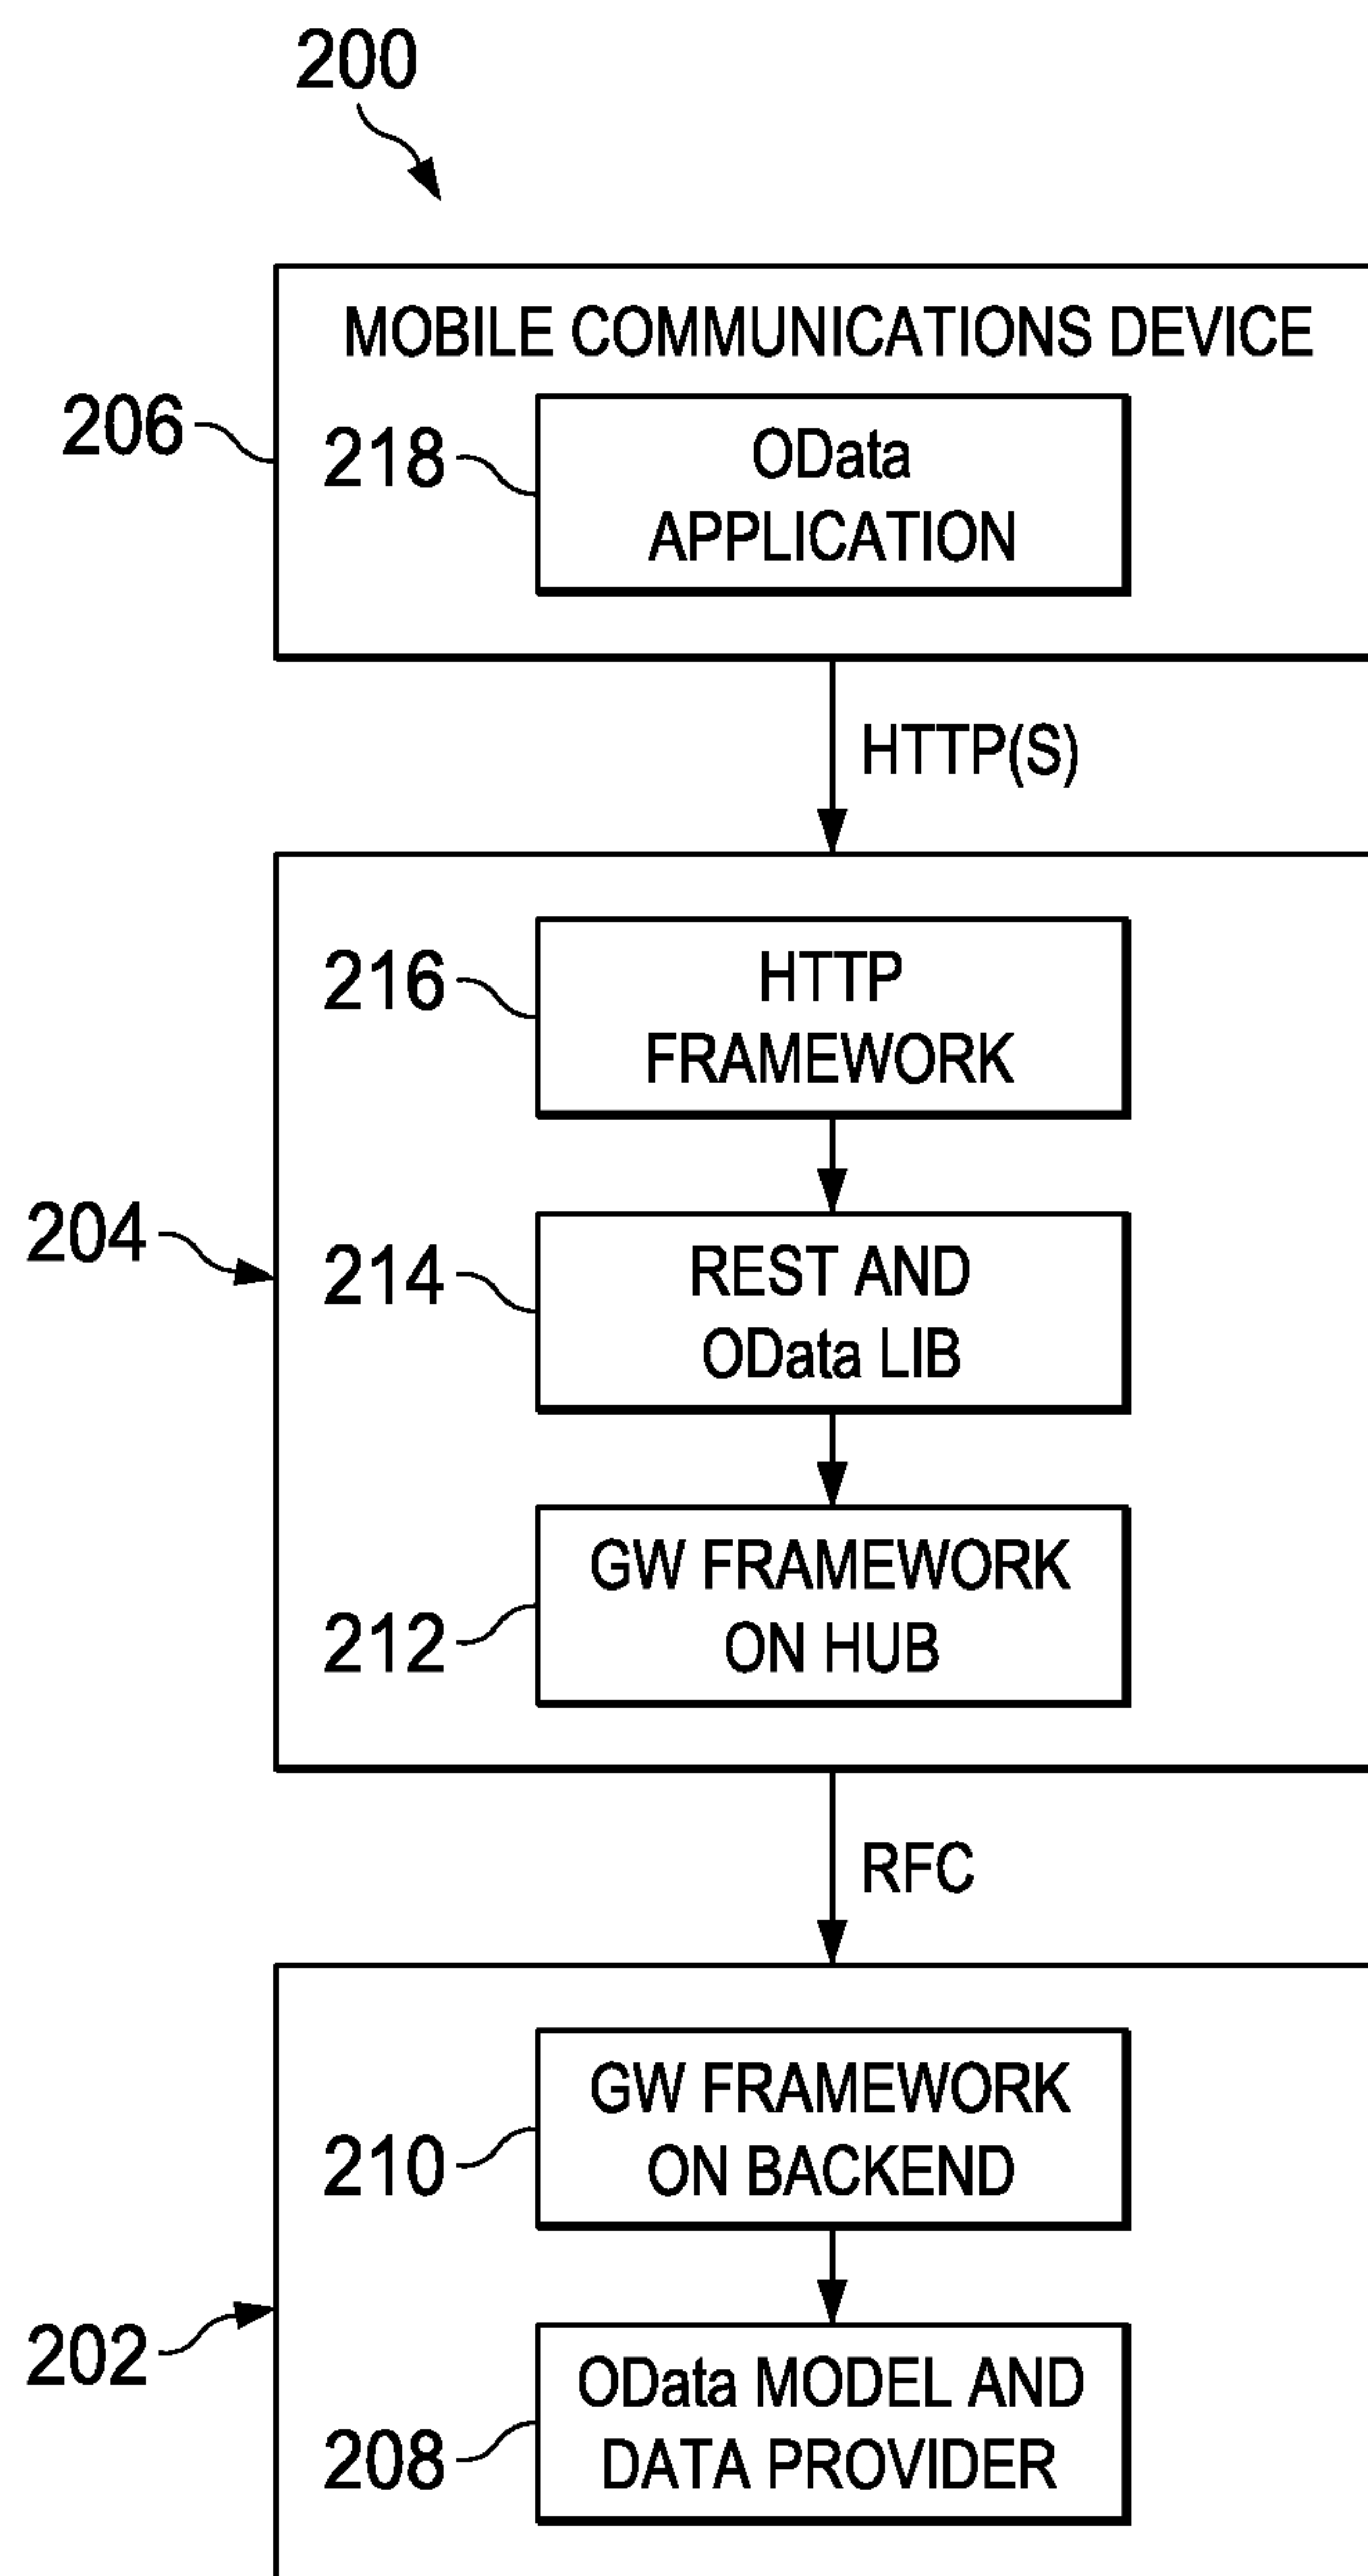 200
MOBILE COMMUNICATIONS DEVICE
206
218
OData
APPLICATION
HTTP(S)
216
HTTP
FRAMEWORK
204
214
REST AND
OData LIB
212
GW FRAMEWORK
ON HUB
RFC
210
GW FRAMEWORK
ON BACKEND
202
208
OData MODEL AND
DATA PROVIDER